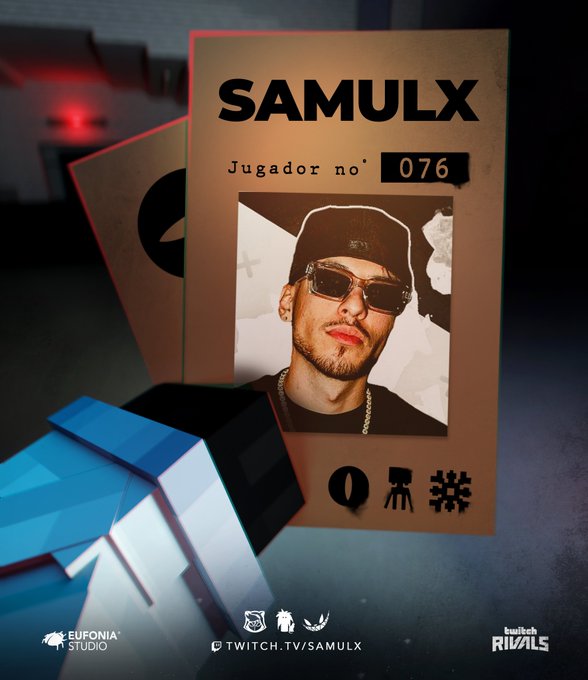 SAMULX
Jugador no° 076
EUFONIA®
STUDIO
TWITCH.TV/SAMULX
twitch
RIVALS